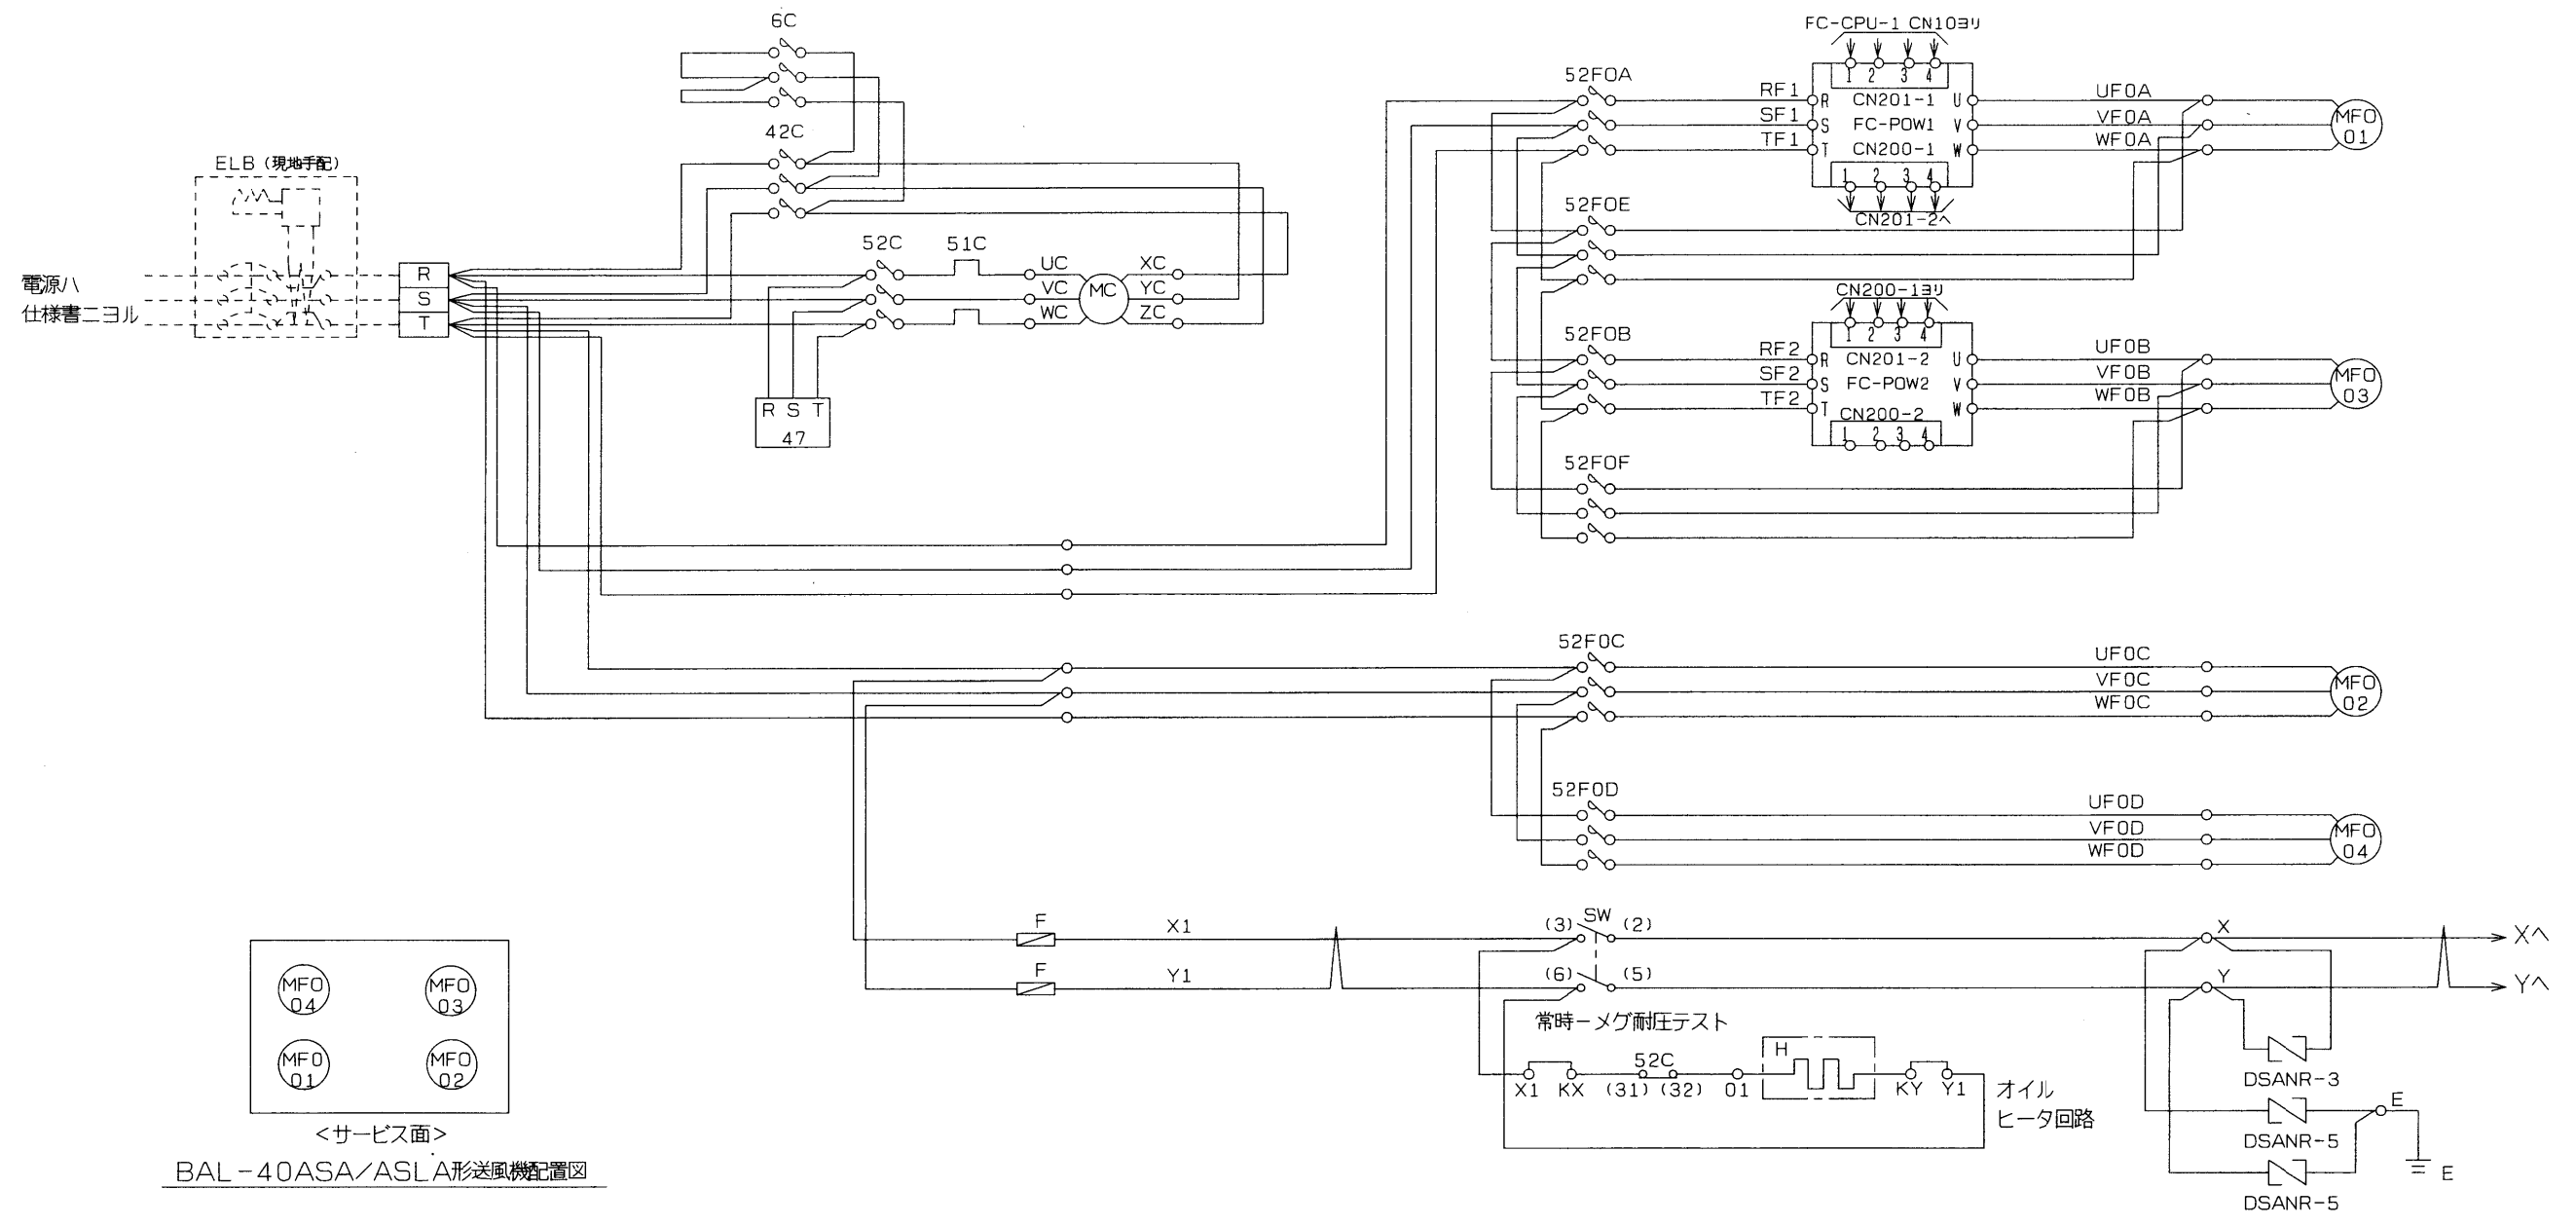 6C
42C
ELB (現地手配)
電源ハ
仕様書ニヨル
R
S
T
52C
51C
UC
VC
WC
MC
XC
YC
ZC
R S T
47
FC-CPU-1 CN10ヨリ
1 2 3 4
52F0A
RF1
SF1
TF1
R CN201-1 U
S FC-POW1 V
T CN200-1 W
1 2 3 4
CN201-2へ
UF0A
VF0A
WF0A
MF0
01
52F0E
CN200-1ヨリ
1 2 3 4
52F0B
RF2
SF2
TF2
R CN201-2 U
S FC-POW2 V
T CN200-2 W
1 2 3 4
UF0B
VF0B
WF0B
MF0
03
52F0F
52F0C
UF0C
VF0C
WF0C
MF0
02
52F0D
UF0D
VF0D
WF0D
MF0
04
F X1 (3) SW (2) X Xへ
F Y1 (6) (5) Y Yへ
常時-メグ耐圧テスト
H
52C
X1 KX (31) (32) 01 KY Y1
オイル
ヒータ回路
DSANR-3
E
DSANR-5
E
DSANR-5
MF0
04
MF0
03
MF0
01
MF0
02
<サービス面>
BAL-40ASA/ASLA形送風機配置図